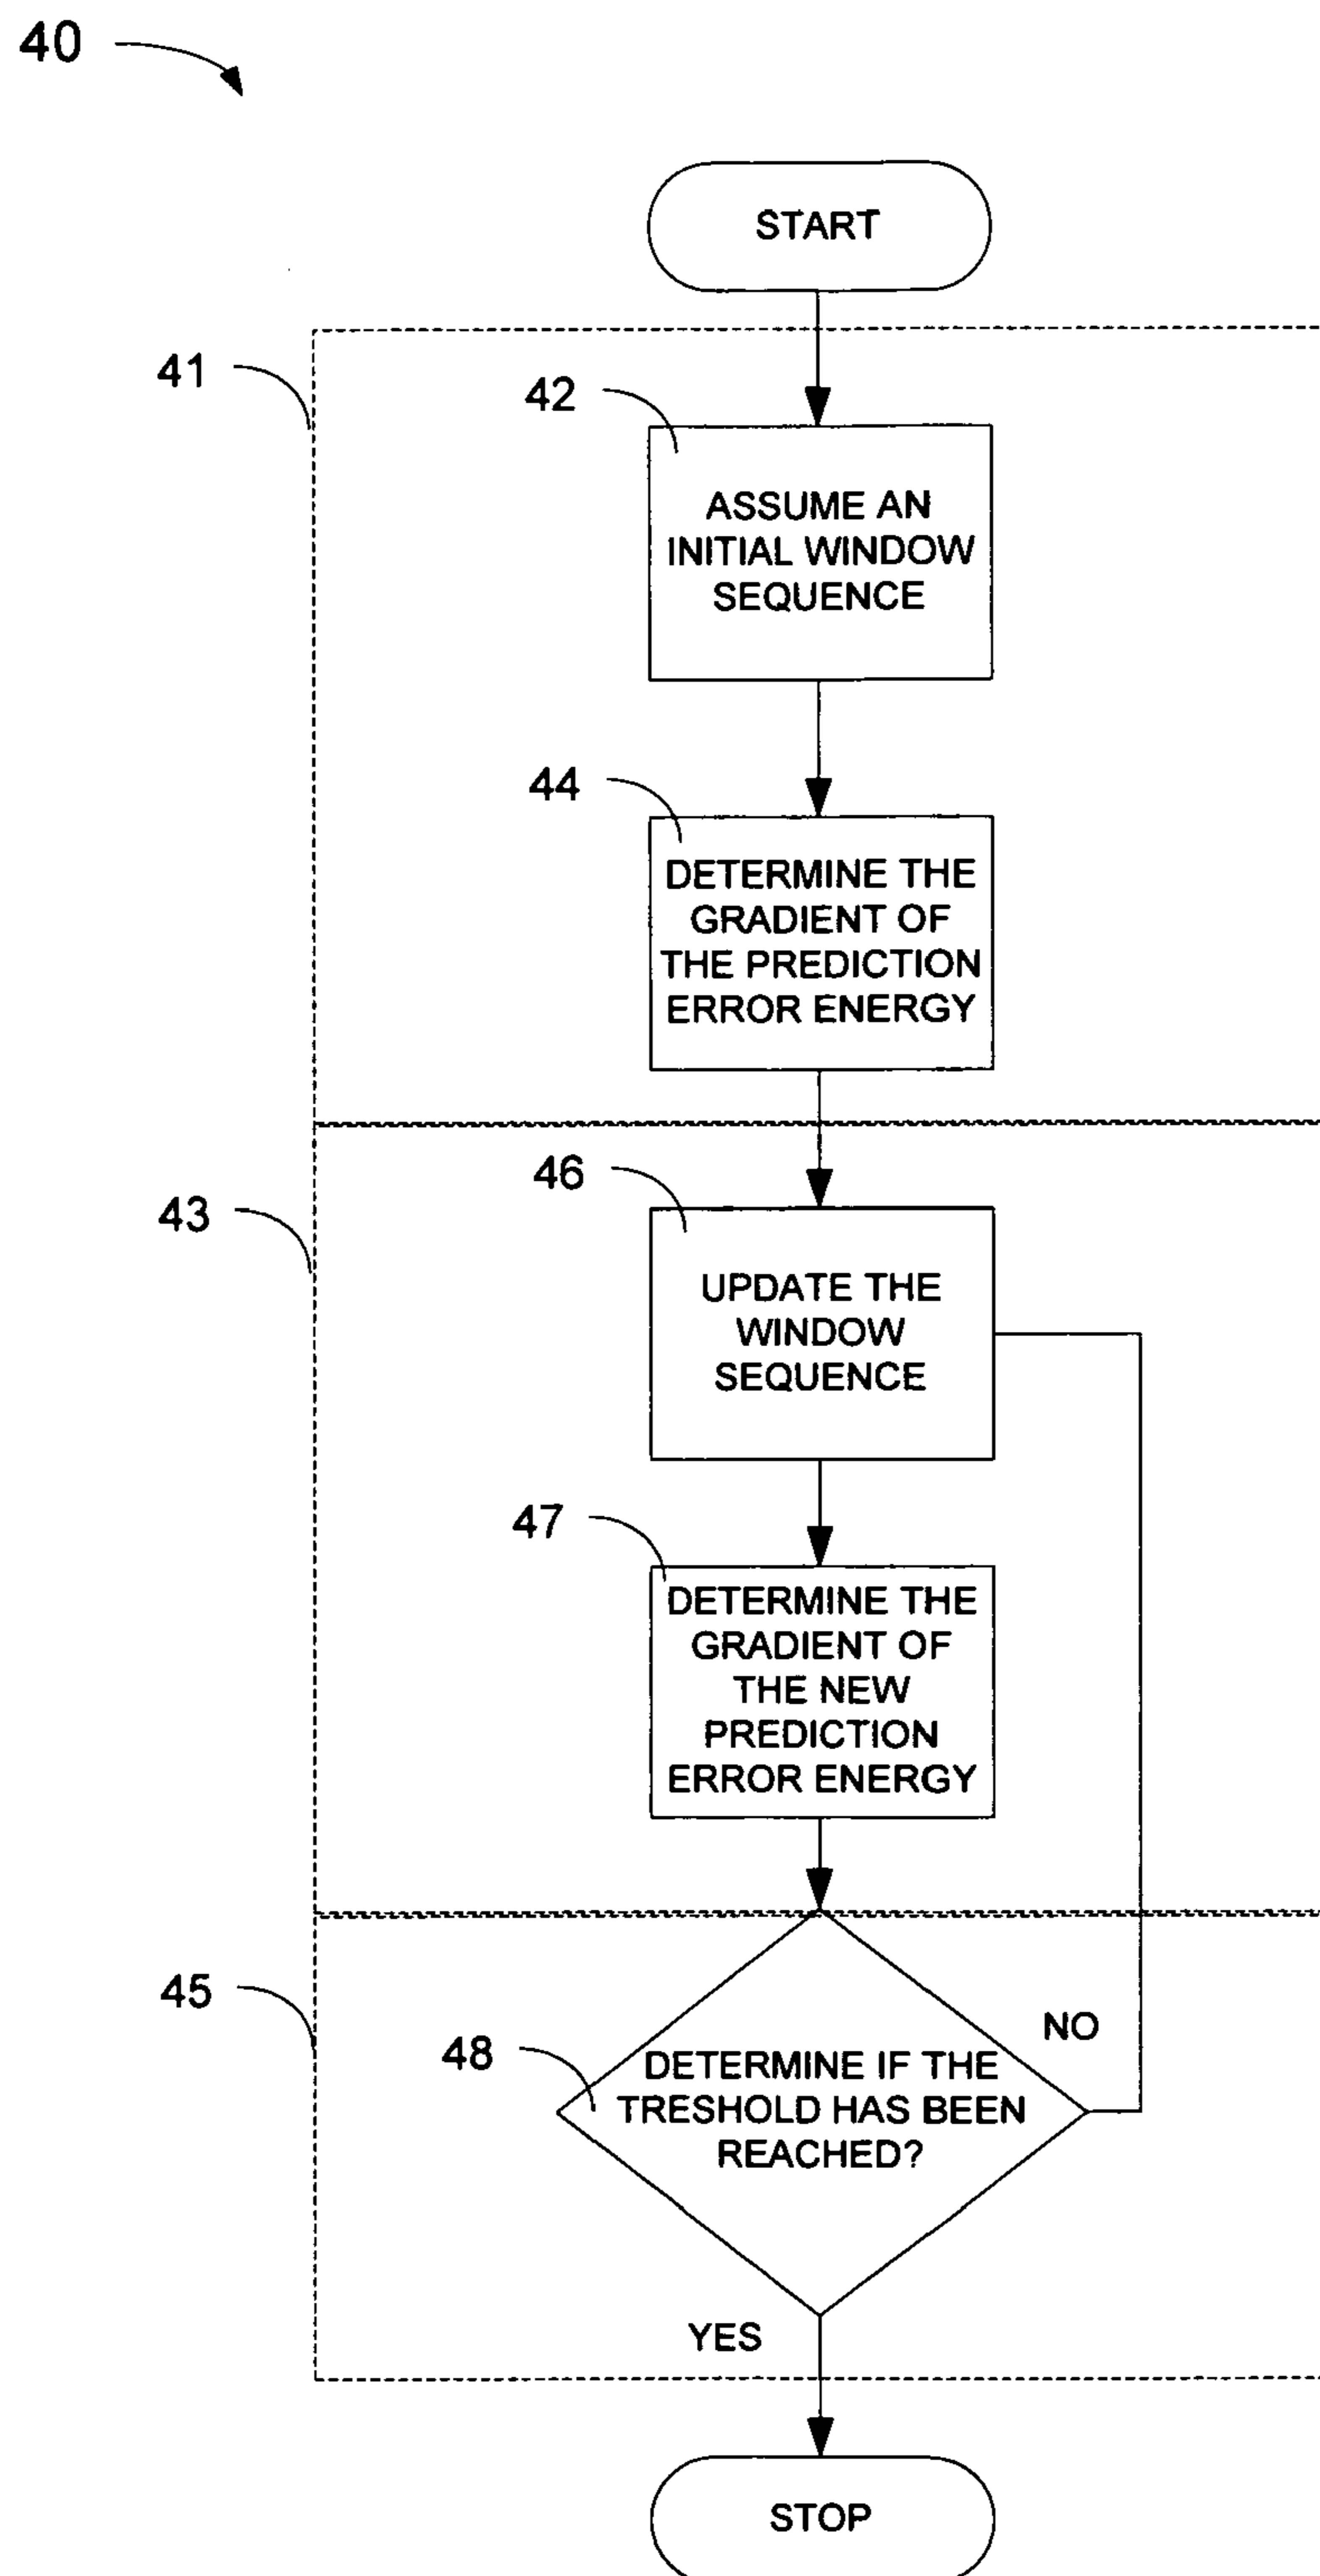 40
START
41
42
ASSUME AN
INITIAL WINDOW
SEQUENCE
44
DETERMINE THE
GRADIENT OF
THE PREDICTION
ERROR ENERGY
43
46
UPDATE THE
WINDOW
SEQUENCE
47
DETERMINE THE
GRADIENT OF
THE NEW
PREDICTION
ERROR ENERGY
45
48
NO
DETERMINE IF THE
TRESHOLD HAS BEEN
REACHED?
YES
STOP